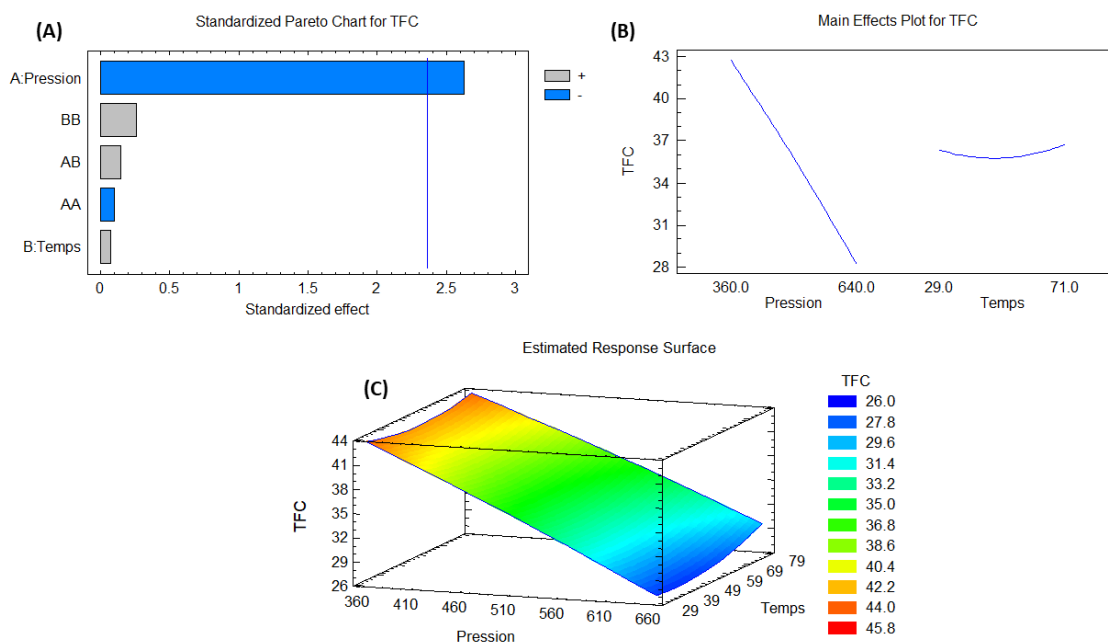 Standardized Pareto Chart for TFC
(A)
A:Pression
BB
AB
AA
B:Temps
0 0.5 1 1.5 2 2.5 3
Standardized effect
+
-
Main Effects Plot for TFC
(B)
TFC
43
40
37
34
31
28
360.0 640.0 29.0 71.0
Pression Temps
Estimated Response Surface
(C)
TFC
44
41
38
35
32
29
26
360 410 460 510 560 610 660
Pression
29 39 49 59 69 79
Temps
TFC
26.0
27.8
29.6
31.4
33.2
35.0
36.8
38.6
40.4
42.2
44.0
45.8